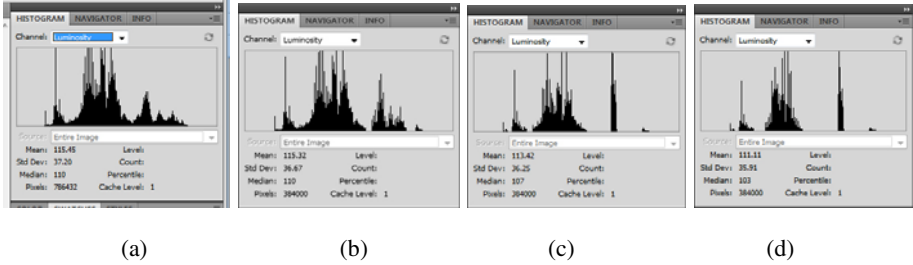 HISTOGRAM NAVIGATOR INFO
Channel: Luminosity
Source: Entire Image
Mean: 115.45 Level:
Std Dev: 37.20 Count:
Median: 110 Percentile:
Pixels: 786432 Cache Level: 1
(a)
HISTOGRAM NAVIGATOR INFO
Channel: Luminosity
Source: Entire Image
Mean: 115.32 Level:
Std Dev: 36.67 Count:
Median: 110 Percentile:
Pixels: 384000 Cache Level: 1
(b)
HISTOGRAM NAVIGATOR INFO
Channel: Luminosity
Source: Entire Image
Mean: 113.42 Level:
Std Dev: 36.25 Count:
Median: 107 Percentile:
Pixels: 384000 Cache Level: 1
(c)
HISTOGRAM NAVIGATOR INFO
Channel: Luminosity
Source: Entire Image
Mean: 111.11 Level:
Std Dev: 35.91 Count:
Median: 103 Percentile:
Pixels: 384000 Cache Level: 1
(d)